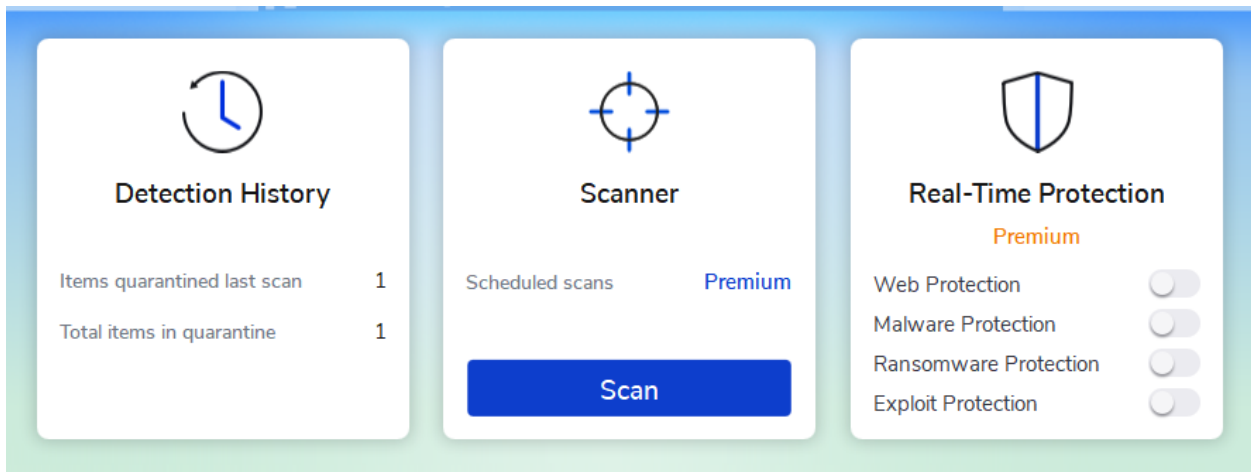 Detection History
Items quarantined last scan 1
Total items in quarantine 1
Scanner
Scheduled scans Premium
Scan
Real-Time Protection
Premium
Web Protection
Malware Protection
Ransomware Protection
Exploit Protection